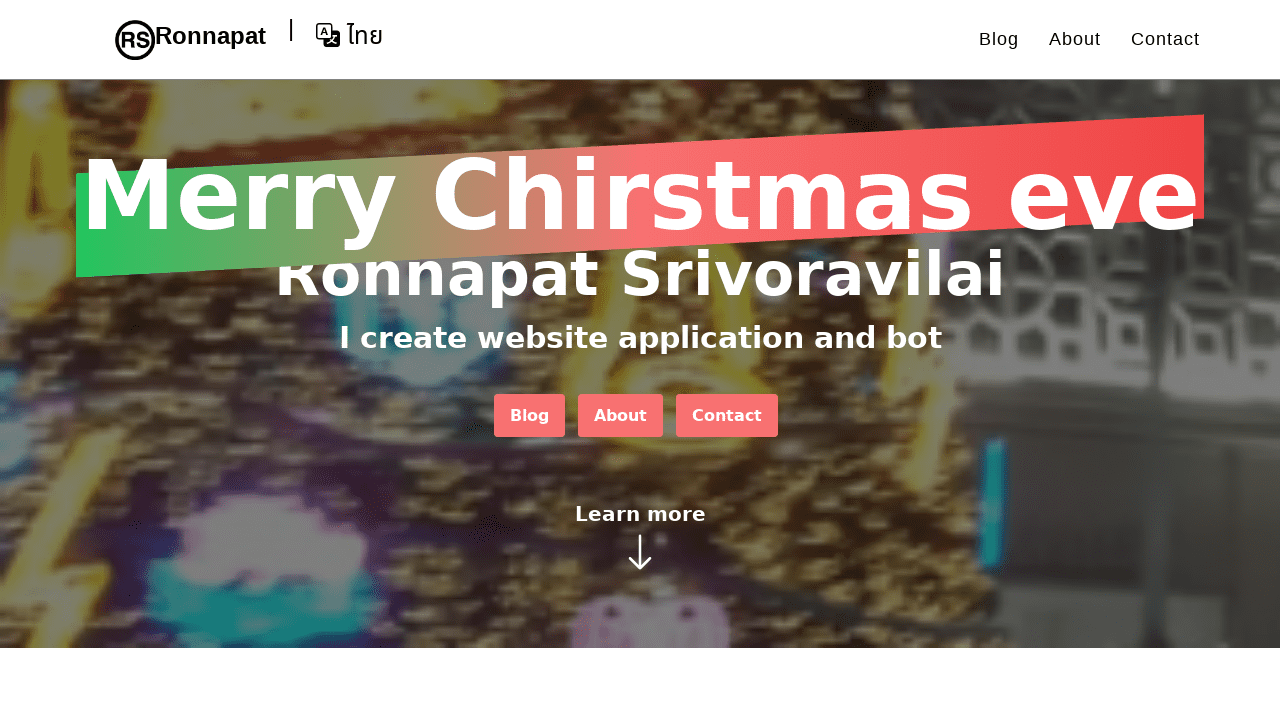 RS Ronnapat | ไทย
Blog About Contact
Merry Chirstmas eve
Ronnapat Srivoravilai
I create website application and bot
Blog About Contact
Learn more